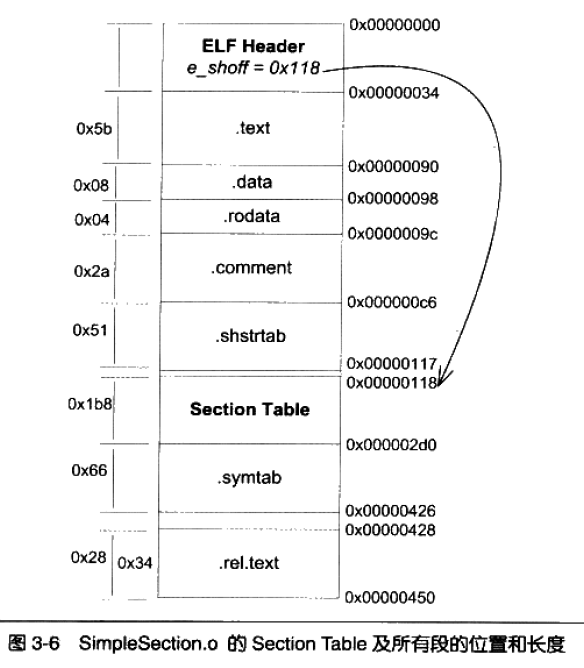 0x00000000
ELF Header
e_shoff = 0x118
0x00000034
0x5b
.text
0x00000090
0x08
.data
0x00000098
0x04
.rodata
0x0000009c
0x2a
.comment
0x000000c6
0x51
.shstrtab
0x00000117
0x00000118
0x1b8
Section Table
0x000002d0
0x66
.symtab
0x00000426
0x00000428
0x28
0x34
.rel.text
0x00000450
图 3-6 SimpleSection.o 的 Section Table 及所有段的位置和长度